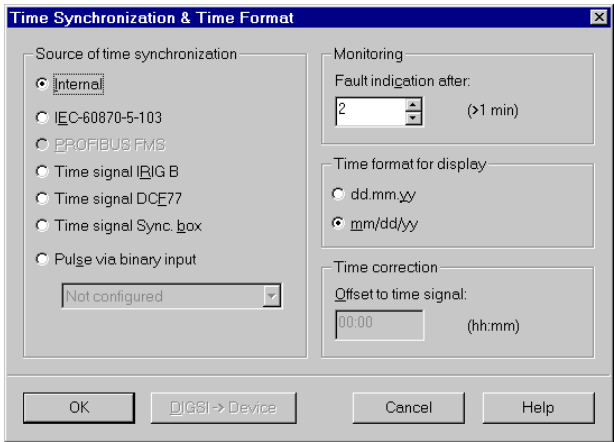 Time Synchronization & Time Format
Source of time synchronization
Internal
IEC-60870-5-103
PROFIBUS FMS
Time signal IRIG B
Time signal DCF77
Time signal Sync. box
Pulse via binary input
Not configured
Monitoring
Fault indication after:
2 (>1 min)
Time format for display
dd.mm.yy
mm/dd/yy
Time correction
Offset to time signal:
00:00 (hh:mm)
OK
DIGSI -> Device
Cancel
Help